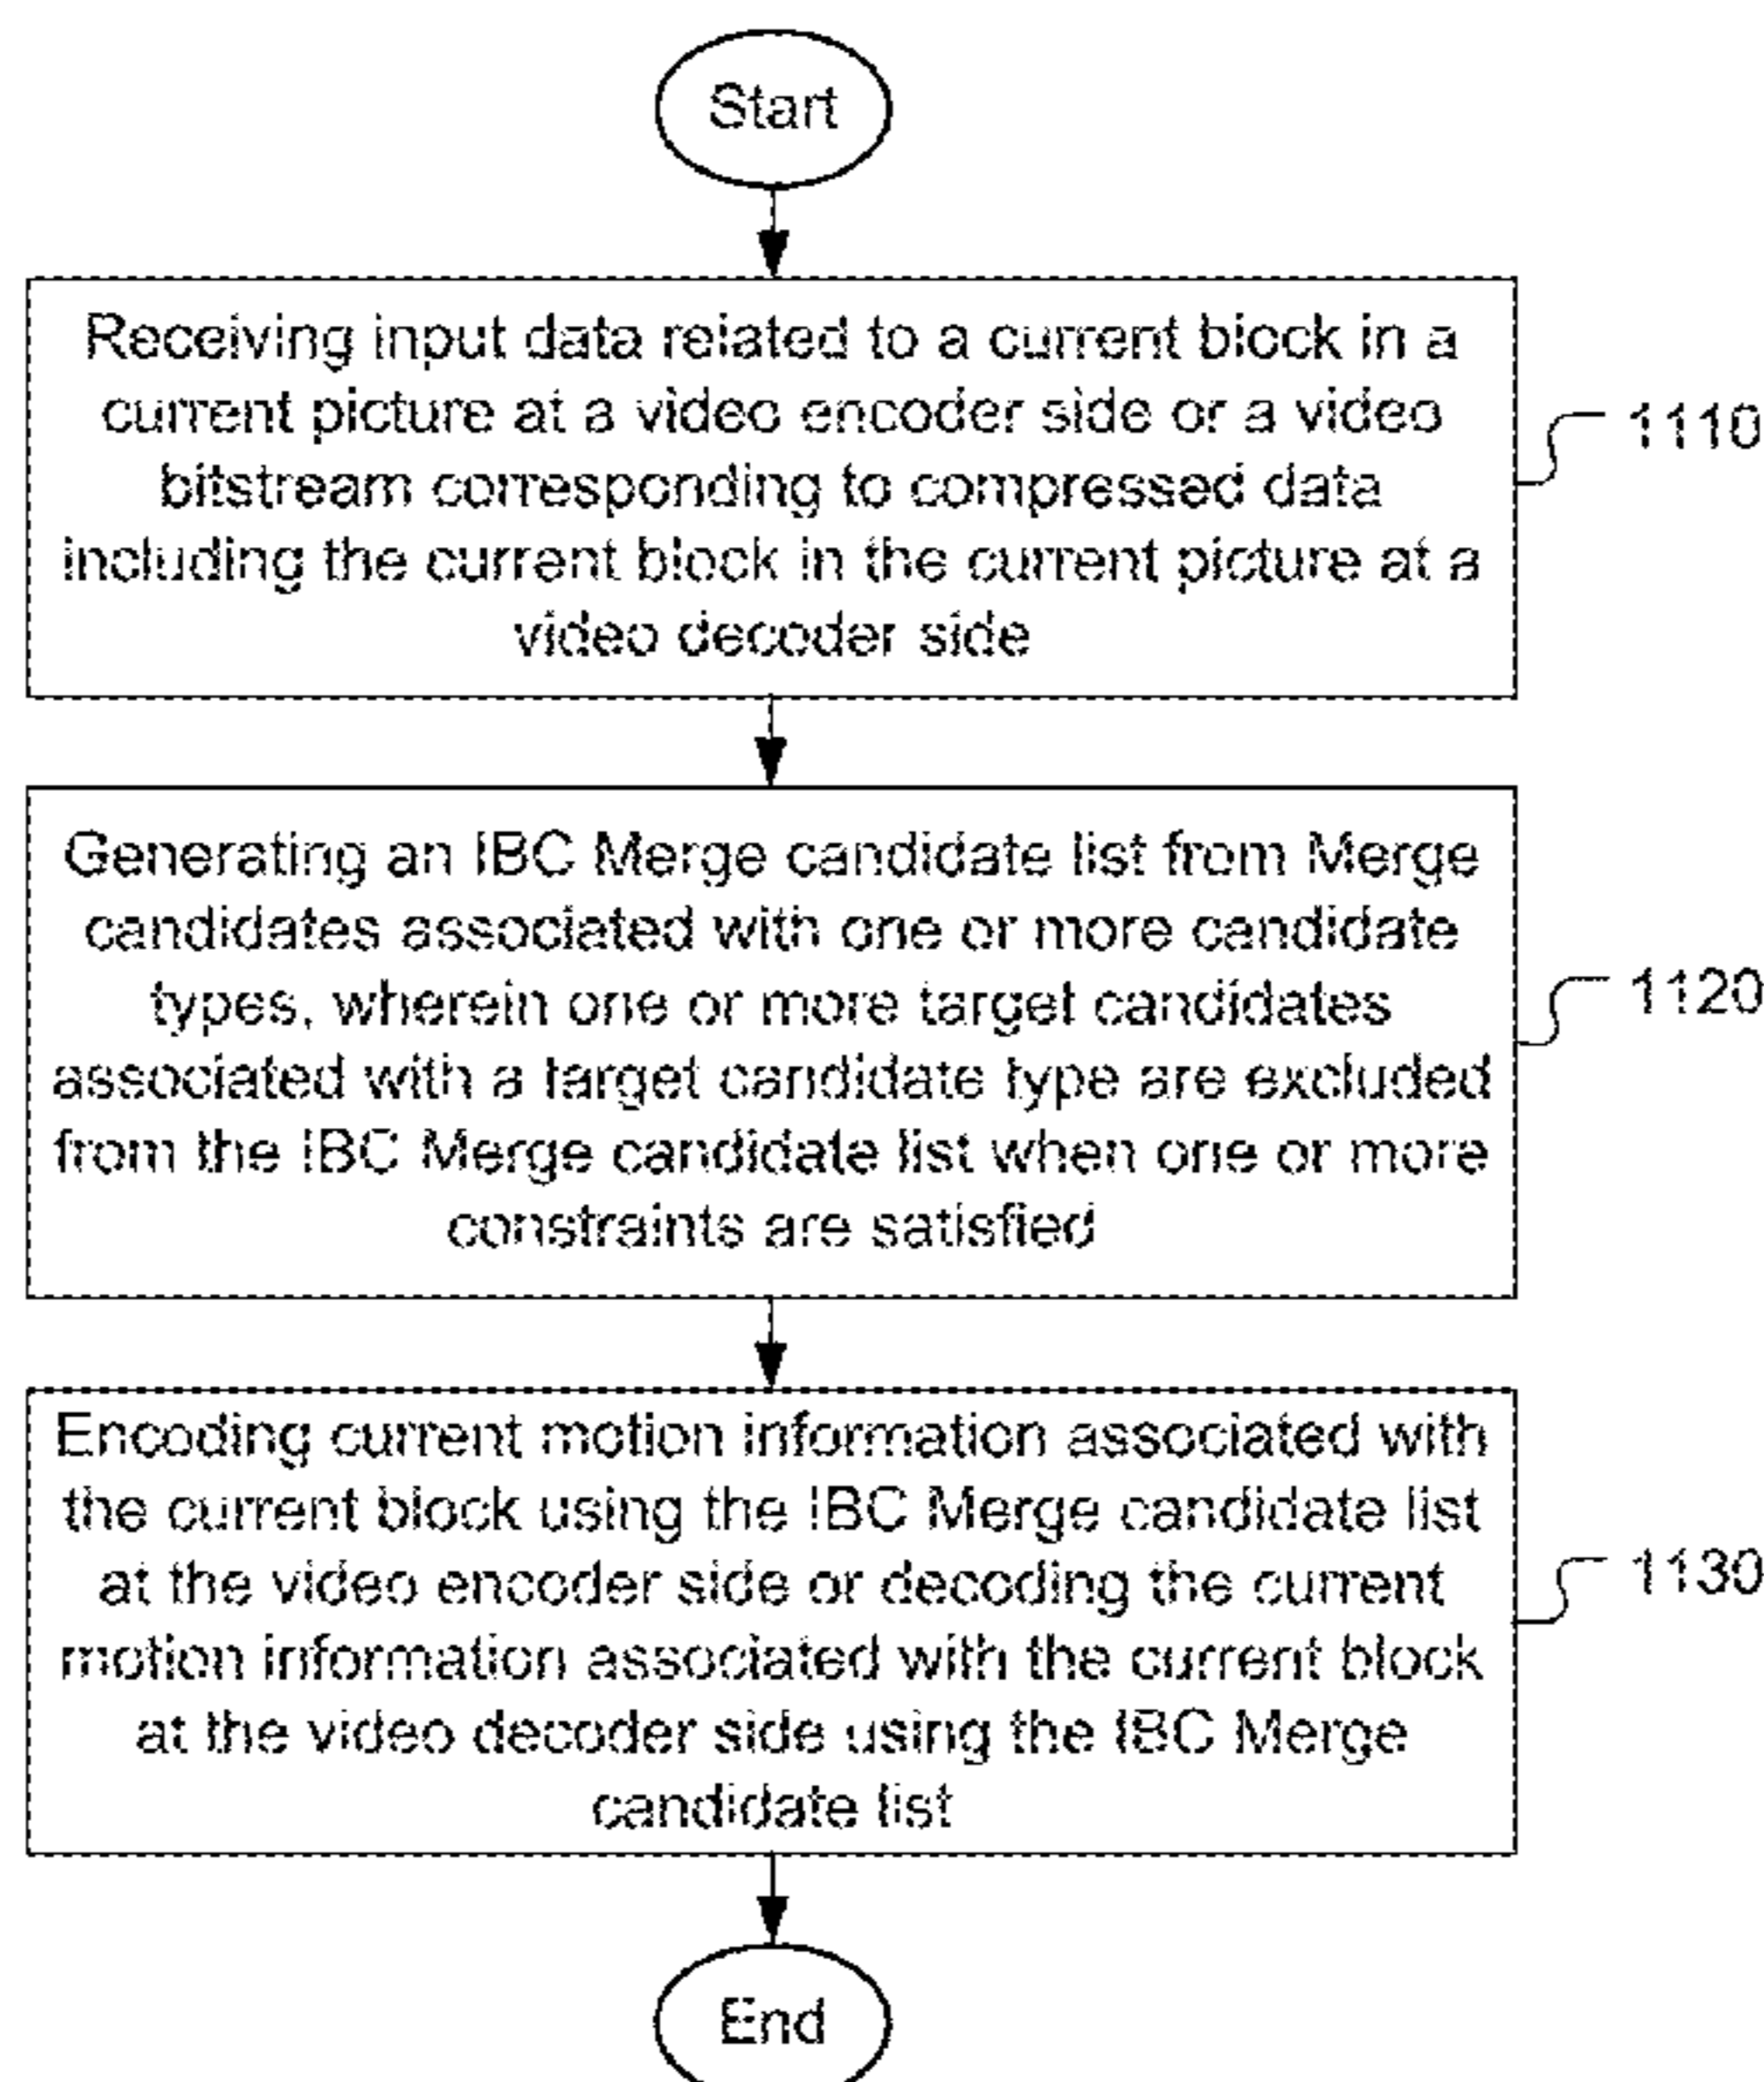 Start
Receiving input data related to a current block in a
current picture at a video encoder side or a video
bitstream corresponding to compressed data
including the current block in the current picture at a
video decoder side
1110
Generating an IBC Merge candidate list from Merge
candidates associated with one or more candidate
types, wherein one or more target candidates
associated with a target candidate type are excluded
from the IBC Merge candidate list when one or more
constraints are satisfied
1120
Encoding current motion information associated with
the current block using the IBC Merge candidate list
at the video encoder side or decoding the current
motion information associated with the current block
at the video decoder side using the IBC Merge
candidate list
1130
End